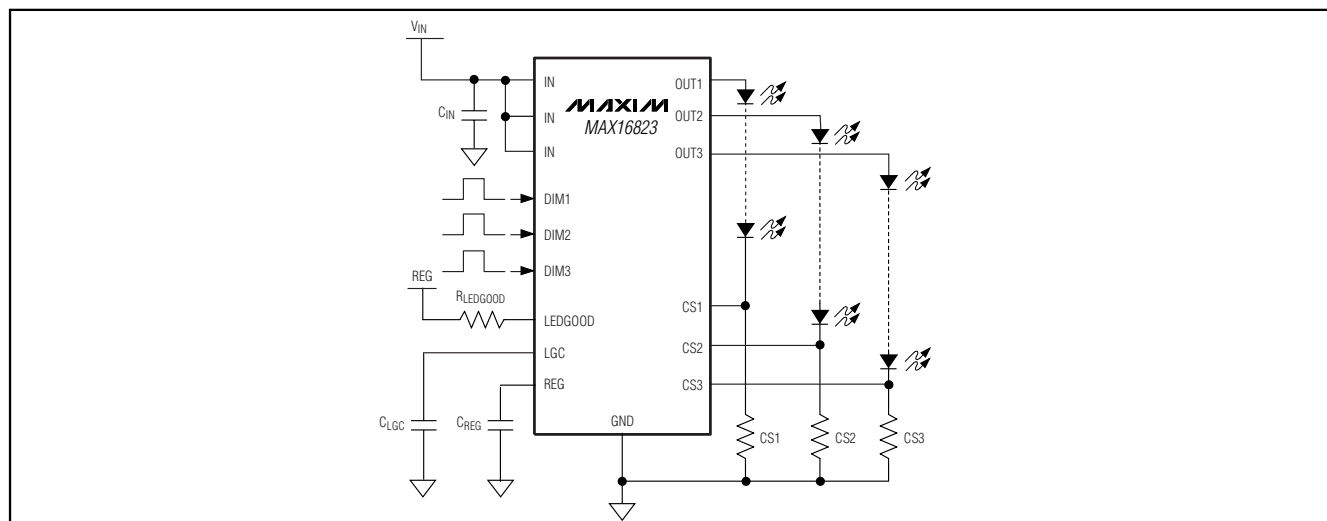 VIN
IN
OUT1
CIN
MAXIM
MAX16823
IN
OUT2
IN
OUT3
DIM1
DIM2
DIM3
REG
RLEDGOOD
LEDGOOD
CS1
LGC
CS2
REG
CS3
CLGC
CREG
GND
CS1
CS2
CS3